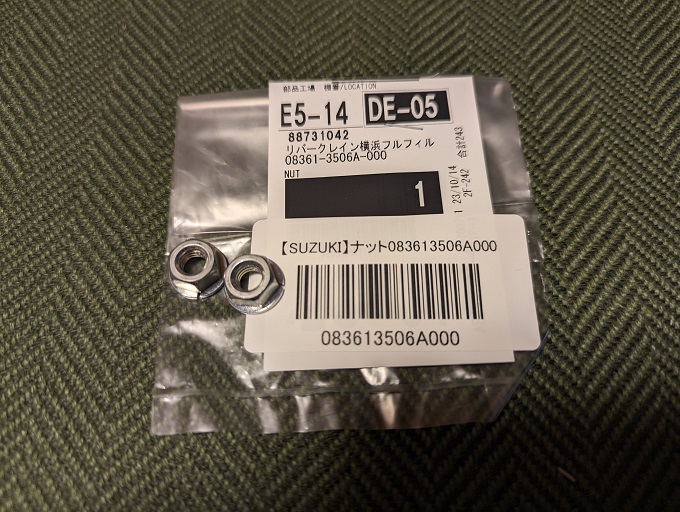 部品工場 棚番/LOCATION
E5-14 DE-05
88731042
リバークレイン横浜フルフィル
08361-3506A-000
NUT
1
合計243
1 23/10/14
2F-242
【SUZUKI】ナット083613506A000
083613506A000